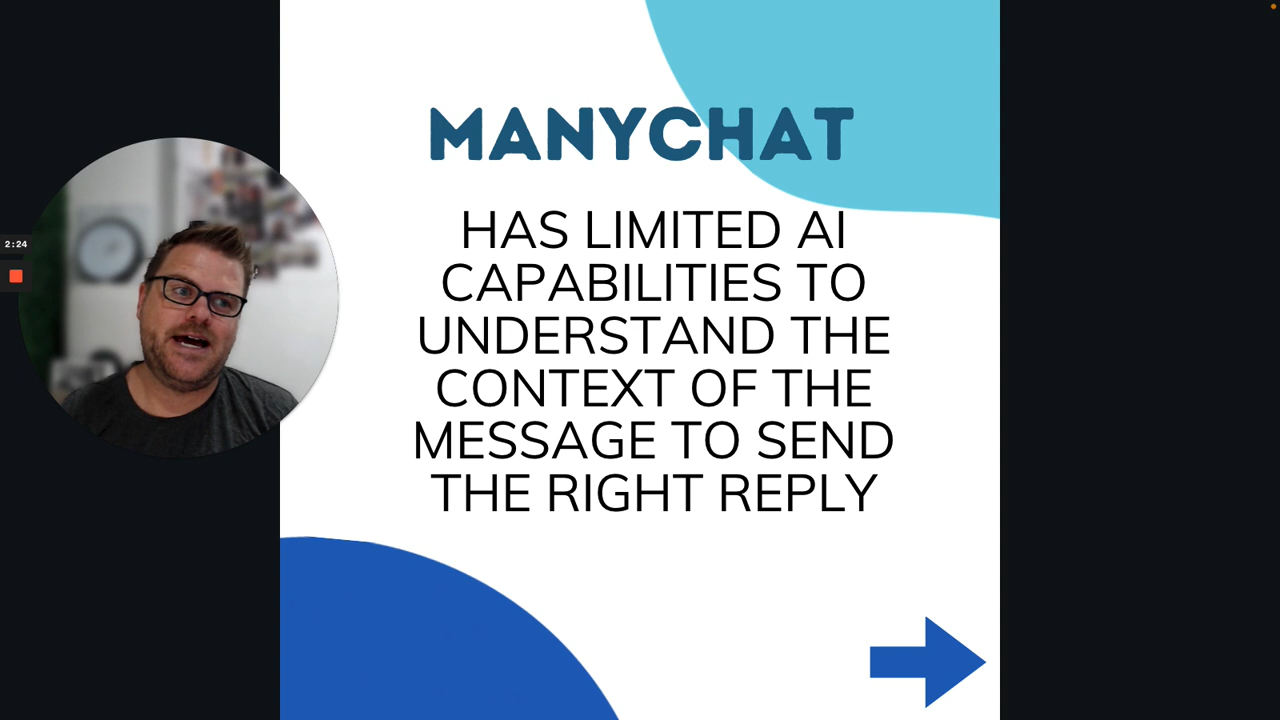 MANYCHAT
HAS LIMITED AI
CAPABILITIES TO
UNDERSTAND THE
CONTEXT OF THE
MESSAGE TO SEND
THE RIGHT REPLY
2:24